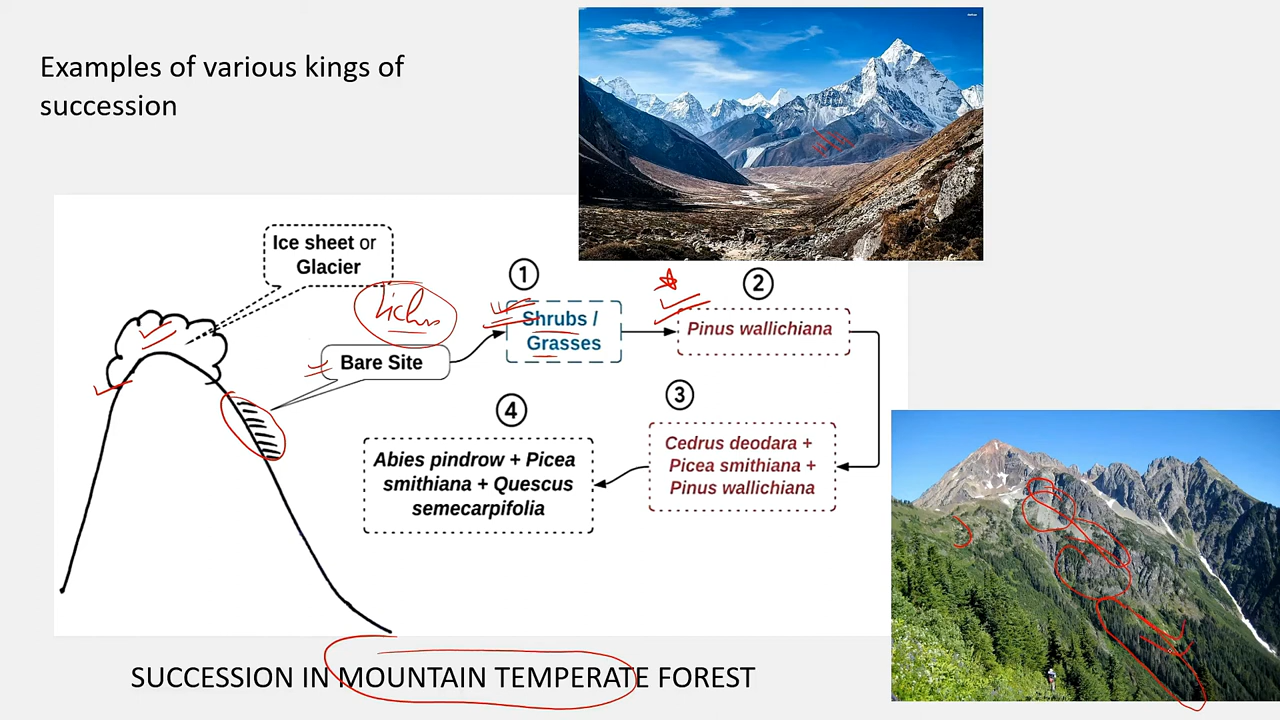 Examples of various kings of
succession
Ice sheet or
Glacier
Bare Site
1
Shrubs /
Grasses
2
Pinus wallichiana
3
Cedrus deodara +
Picea smithiana +
Pinus wallichiana
4
Abies pindrow + Picea
smithiana + Quescus
semecarpifolia
SUCCESSION IN MOUNTAIN TEMPERATE FOREST